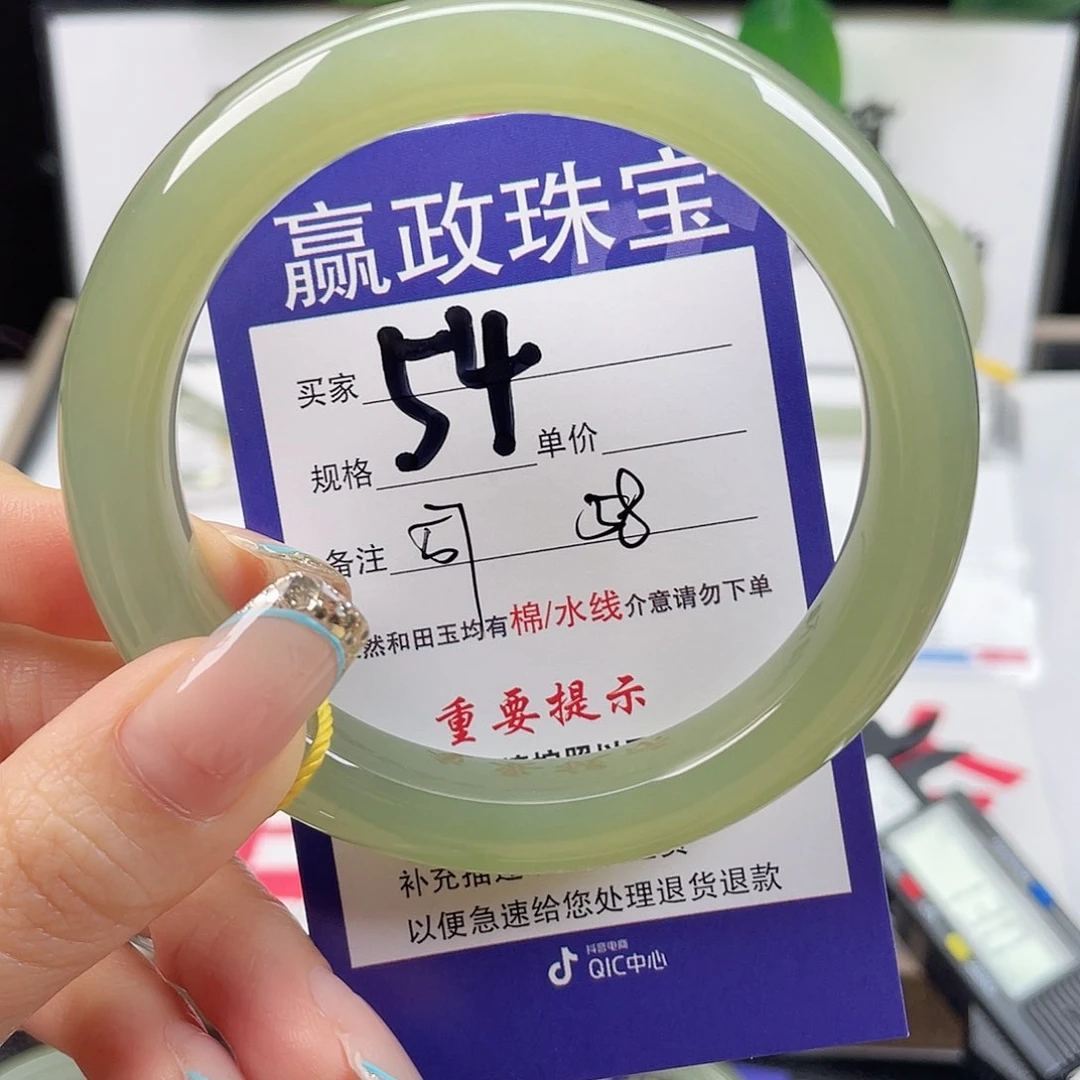 赢政珠宝
买家 54
规格 单价
备注 58
然和田玉均有棉/水线介意请勿下单
重要提示
补充描述
以便急速给您处理退货退款
抖音电商
QIC中心